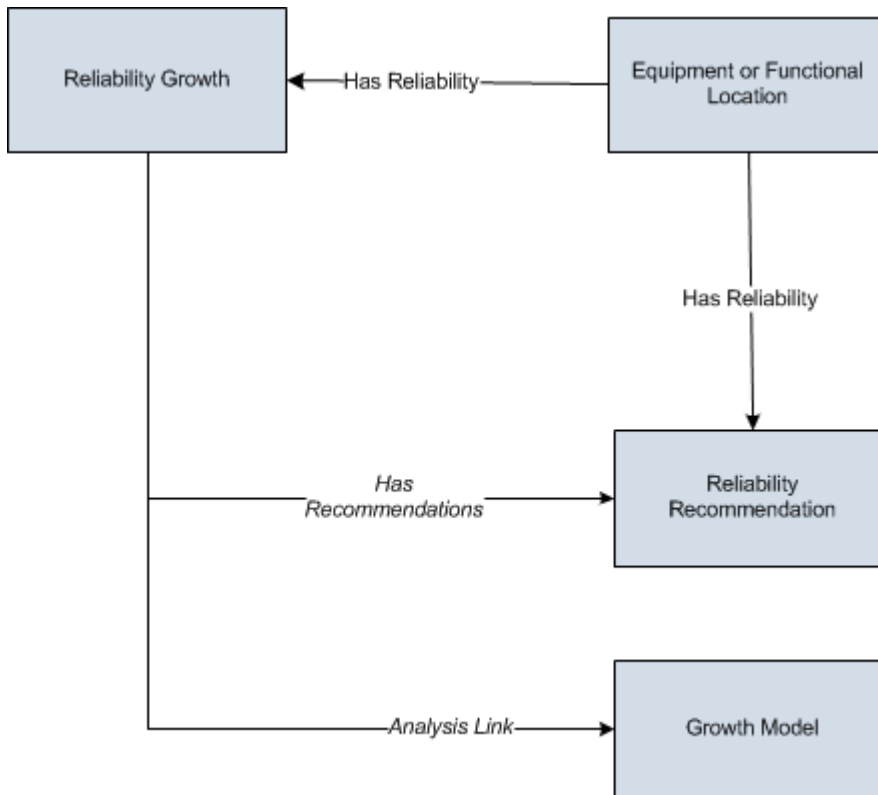 Reliability Growth
Has Reliability
Equipment or Functional
Location
Has Reliability
Has
Recommendations
Reliability
Recommendation
Analysis Link
Growth Model